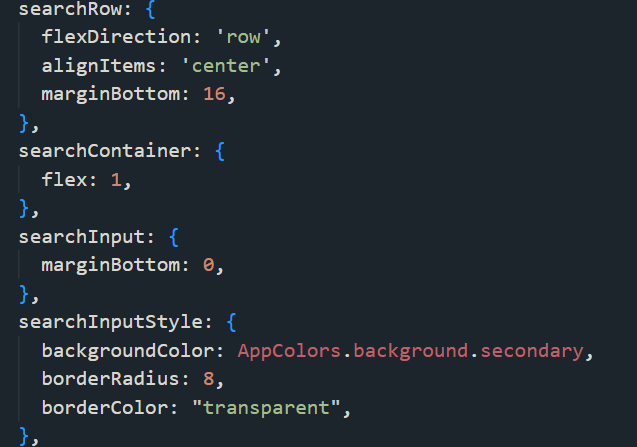 searchRow: {
flexDirection: 'row',
alignItems: 'center',
marginBottom: 16,
},
searchContainer: {
flex: 1,
},
searchInput: {
marginBottom: 0,
},
searchInputStyle: {
backgroundColor: AppColors.background.secondary,
borderRadius: 8,
borderColor: "transparent",
},